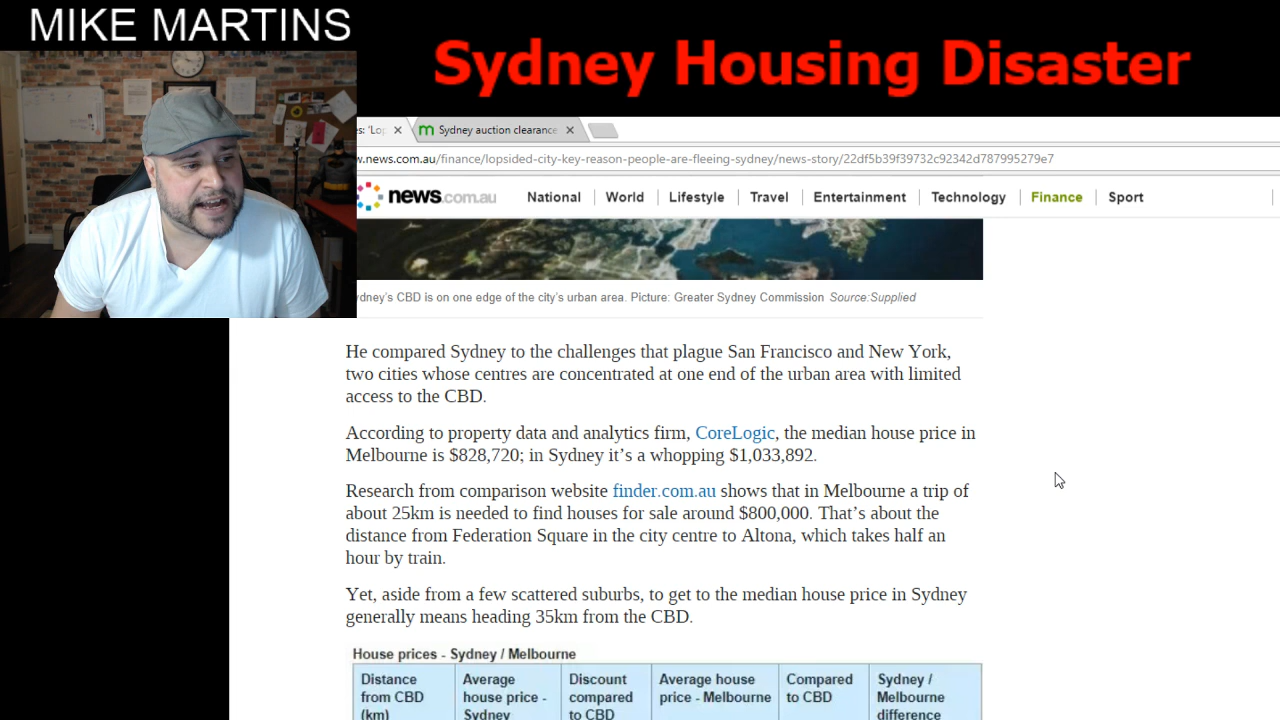 MIKE MARTINS
Sydney Housing Disaster
Sydney auction clearance
.news.com.au/finance/lopsided-city-key-reason-people-are-fleeing-sydney/news-story/22df5b39f39732c92342d787995279e7
news.com.au National World Lifestyle Travel Entertainment Technology Finance Sport
ydney's CBD is on one edge of the city's urban area. Picture: Greater Sydney Commission Source:Supplied
He compared Sydney to the challenges that plague San Francisco and New York,
two cities whose centres are concentrated at one end of the urban area with limited
access to the CBD.
According to property data and analytics firm, CoreLogic, the median house price in
Melbourne is $828,720; in Sydney it's a whopping $1,033,892.
Research from comparison website finder.com.au shows that in Melbourne a trip of
about 25km is needed to find houses for sale around $800,000. That's about the
distance from Federation Square in the city centre to Altona, which takes half an
hour by train.
Yet, aside from a few scattered suburbs, to get to the median house price in Sydney
generally means heading 35km from the CBD.
House prices - Sydney / Melbourne
Distance
from CBD
(km)
Average
house price -
Sydney
Discount
compared
to CBD
Average house
price - Melbourne
Compared
to CBD
Sydney /
Melbourne
difference